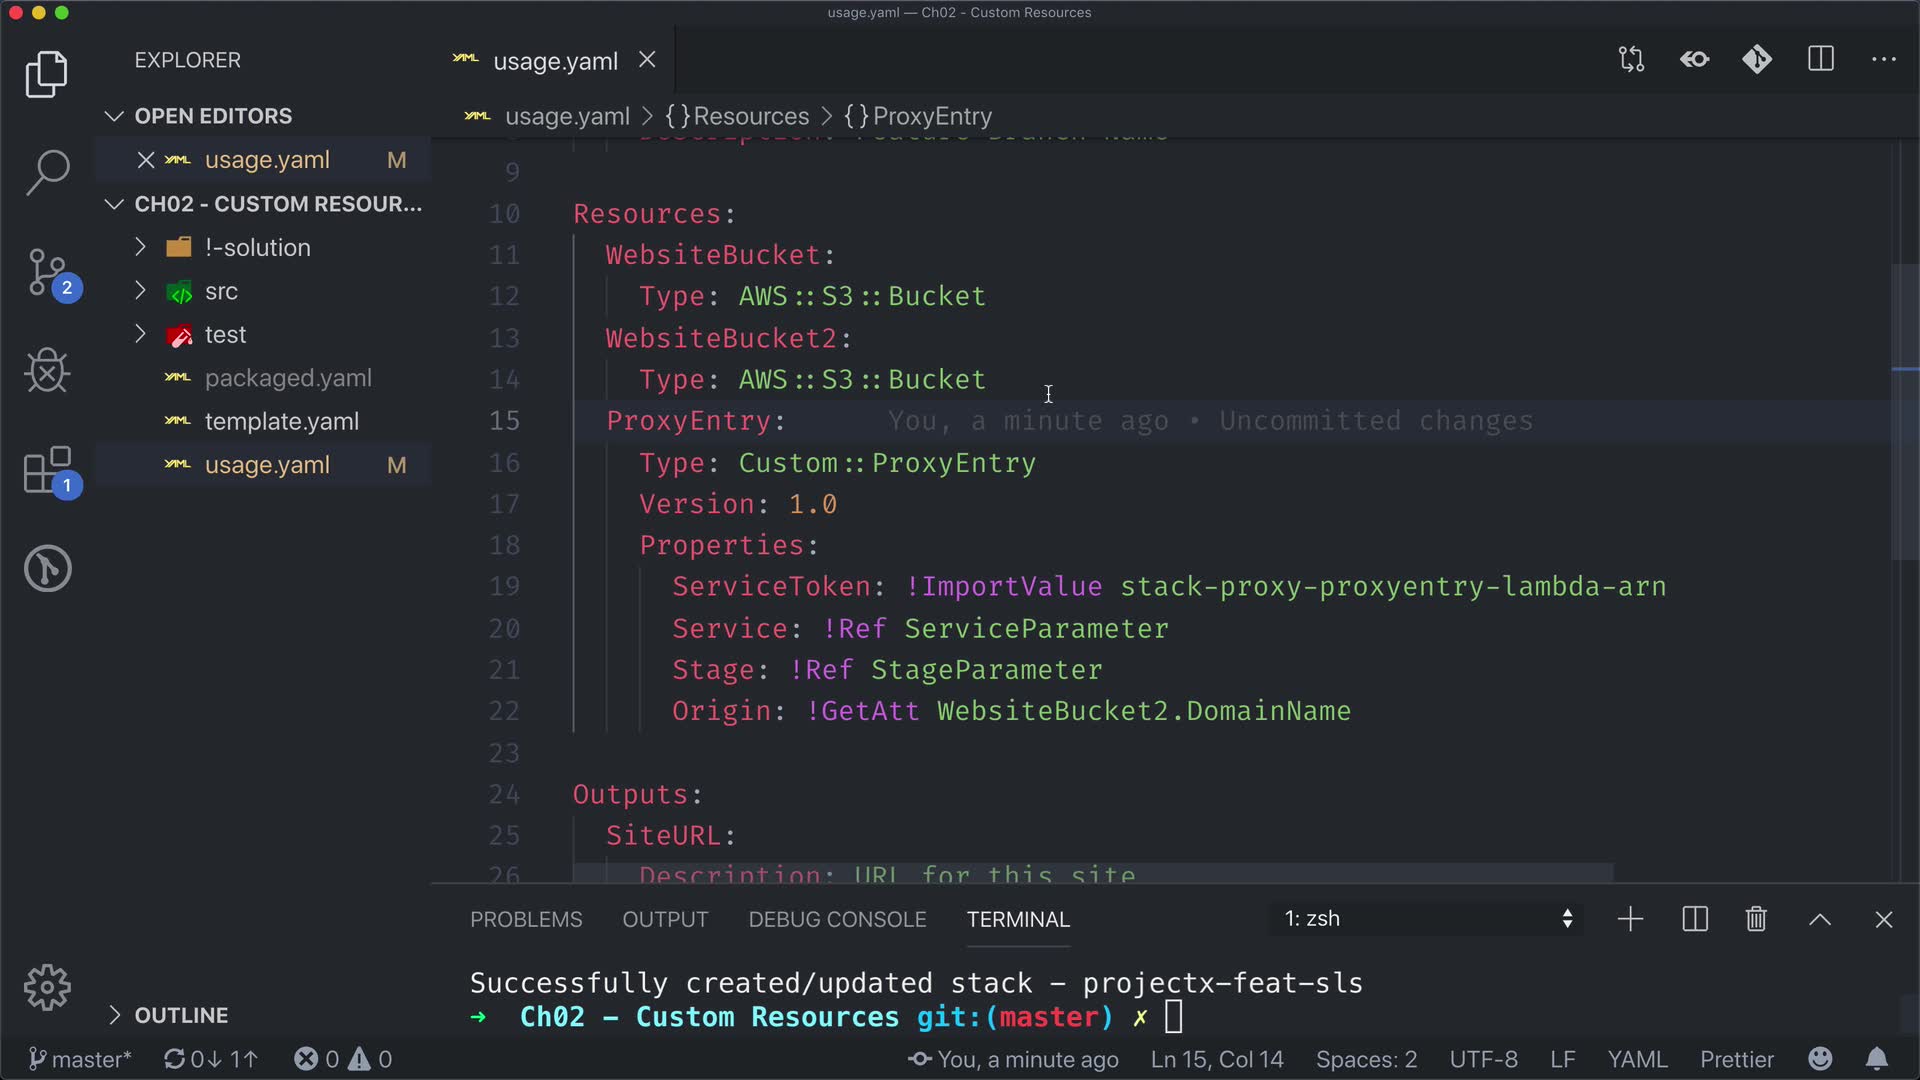 usage.yaml — Ch02 - Custom Resources
EXPLORER
OPEN EDITORS
usage.yaml M
CH02 - CUSTOM RESOUR...
!-solution
src
test
packaged.yaml
template.yaml
usage.yaml M
OUTLINE
2
1
usage.yaml
usage.yaml > {} Resources > {} ProxyEntry
Description: Feature Branch Name
9
10 Resources:
11 WebsiteBucket:
12 Type: AWS::S3::Bucket
13 WebsiteBucket2:
14 Type: AWS::S3::Bucket
15 ProxyEntry: You, a minute ago • Uncommitted changes
16 Type: Custom::ProxyEntry
17 Version: 1.0
18 Properties:
19 ServiceToken: !ImportValue stack-proxy-proxyentry-lambda-arn
20 Service: !Ref ServiceParameter
21 Stage: !Ref StageParameter
22 Origin: !GetAtt WebsiteBucket2.DomainName
23
24 Outputs:
25 SiteURL:
26 Description: URL for this site
PROBLEMS OUTPUT DEBUG CONSOLE TERMINAL 1: zsh
Successfully created/updated stack - projectx-feat-sls
→ Ch02 - Custom Resources git:(master) ✗
master* 0↓ 1↑ 0 0 You, a minute ago Ln 15, Col 14 Spaces: 2 UTF-8 LF YAML Prettier